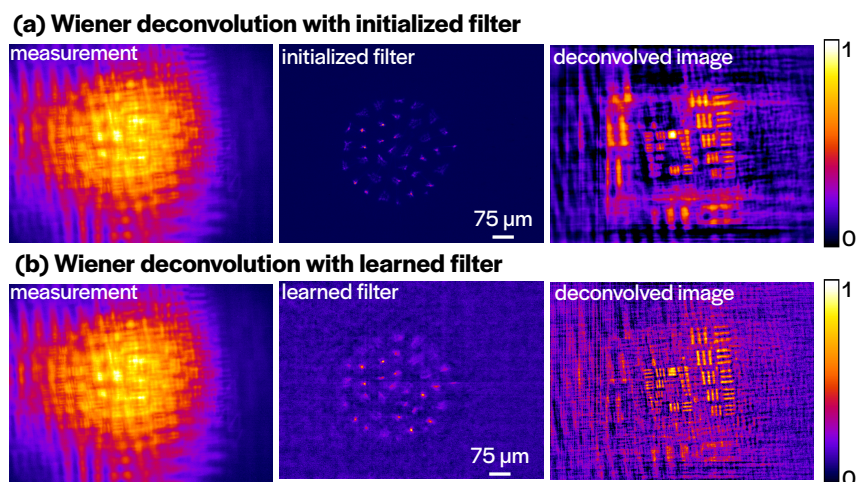 (a) Wiener deconvolution with initialized filter
measurement
initialized filter
deconvolved image
1
75 µm
0
(b) Wiener deconvolution with learned filter
measurement
learned filter
deconvolved image
1
75 µm
0